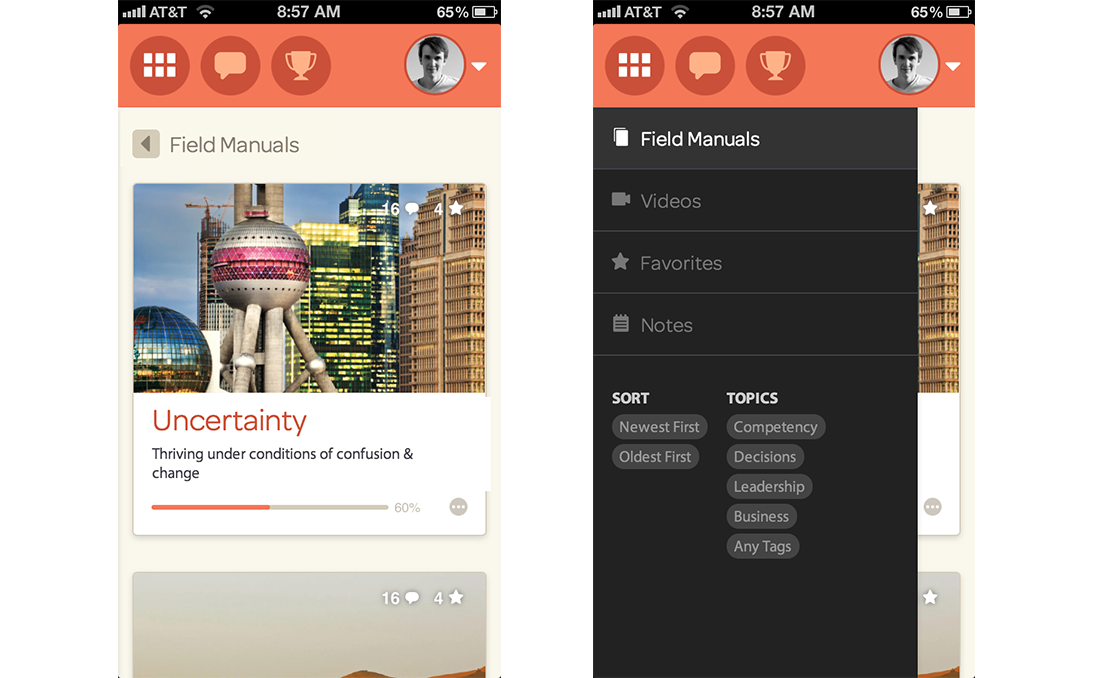 AT&T 8:57 AM 65%
Field Manuals
16 4
Uncertainty
Thriving under conditions of confusion &
change
60%
16 4
AT&T 8:57 AM 65%
Field Manuals
Videos
Favorites
Notes
SORT
Newest First
Oldest First
TOPICS
Competency
Decisions
Leadership
Business
Any Tags